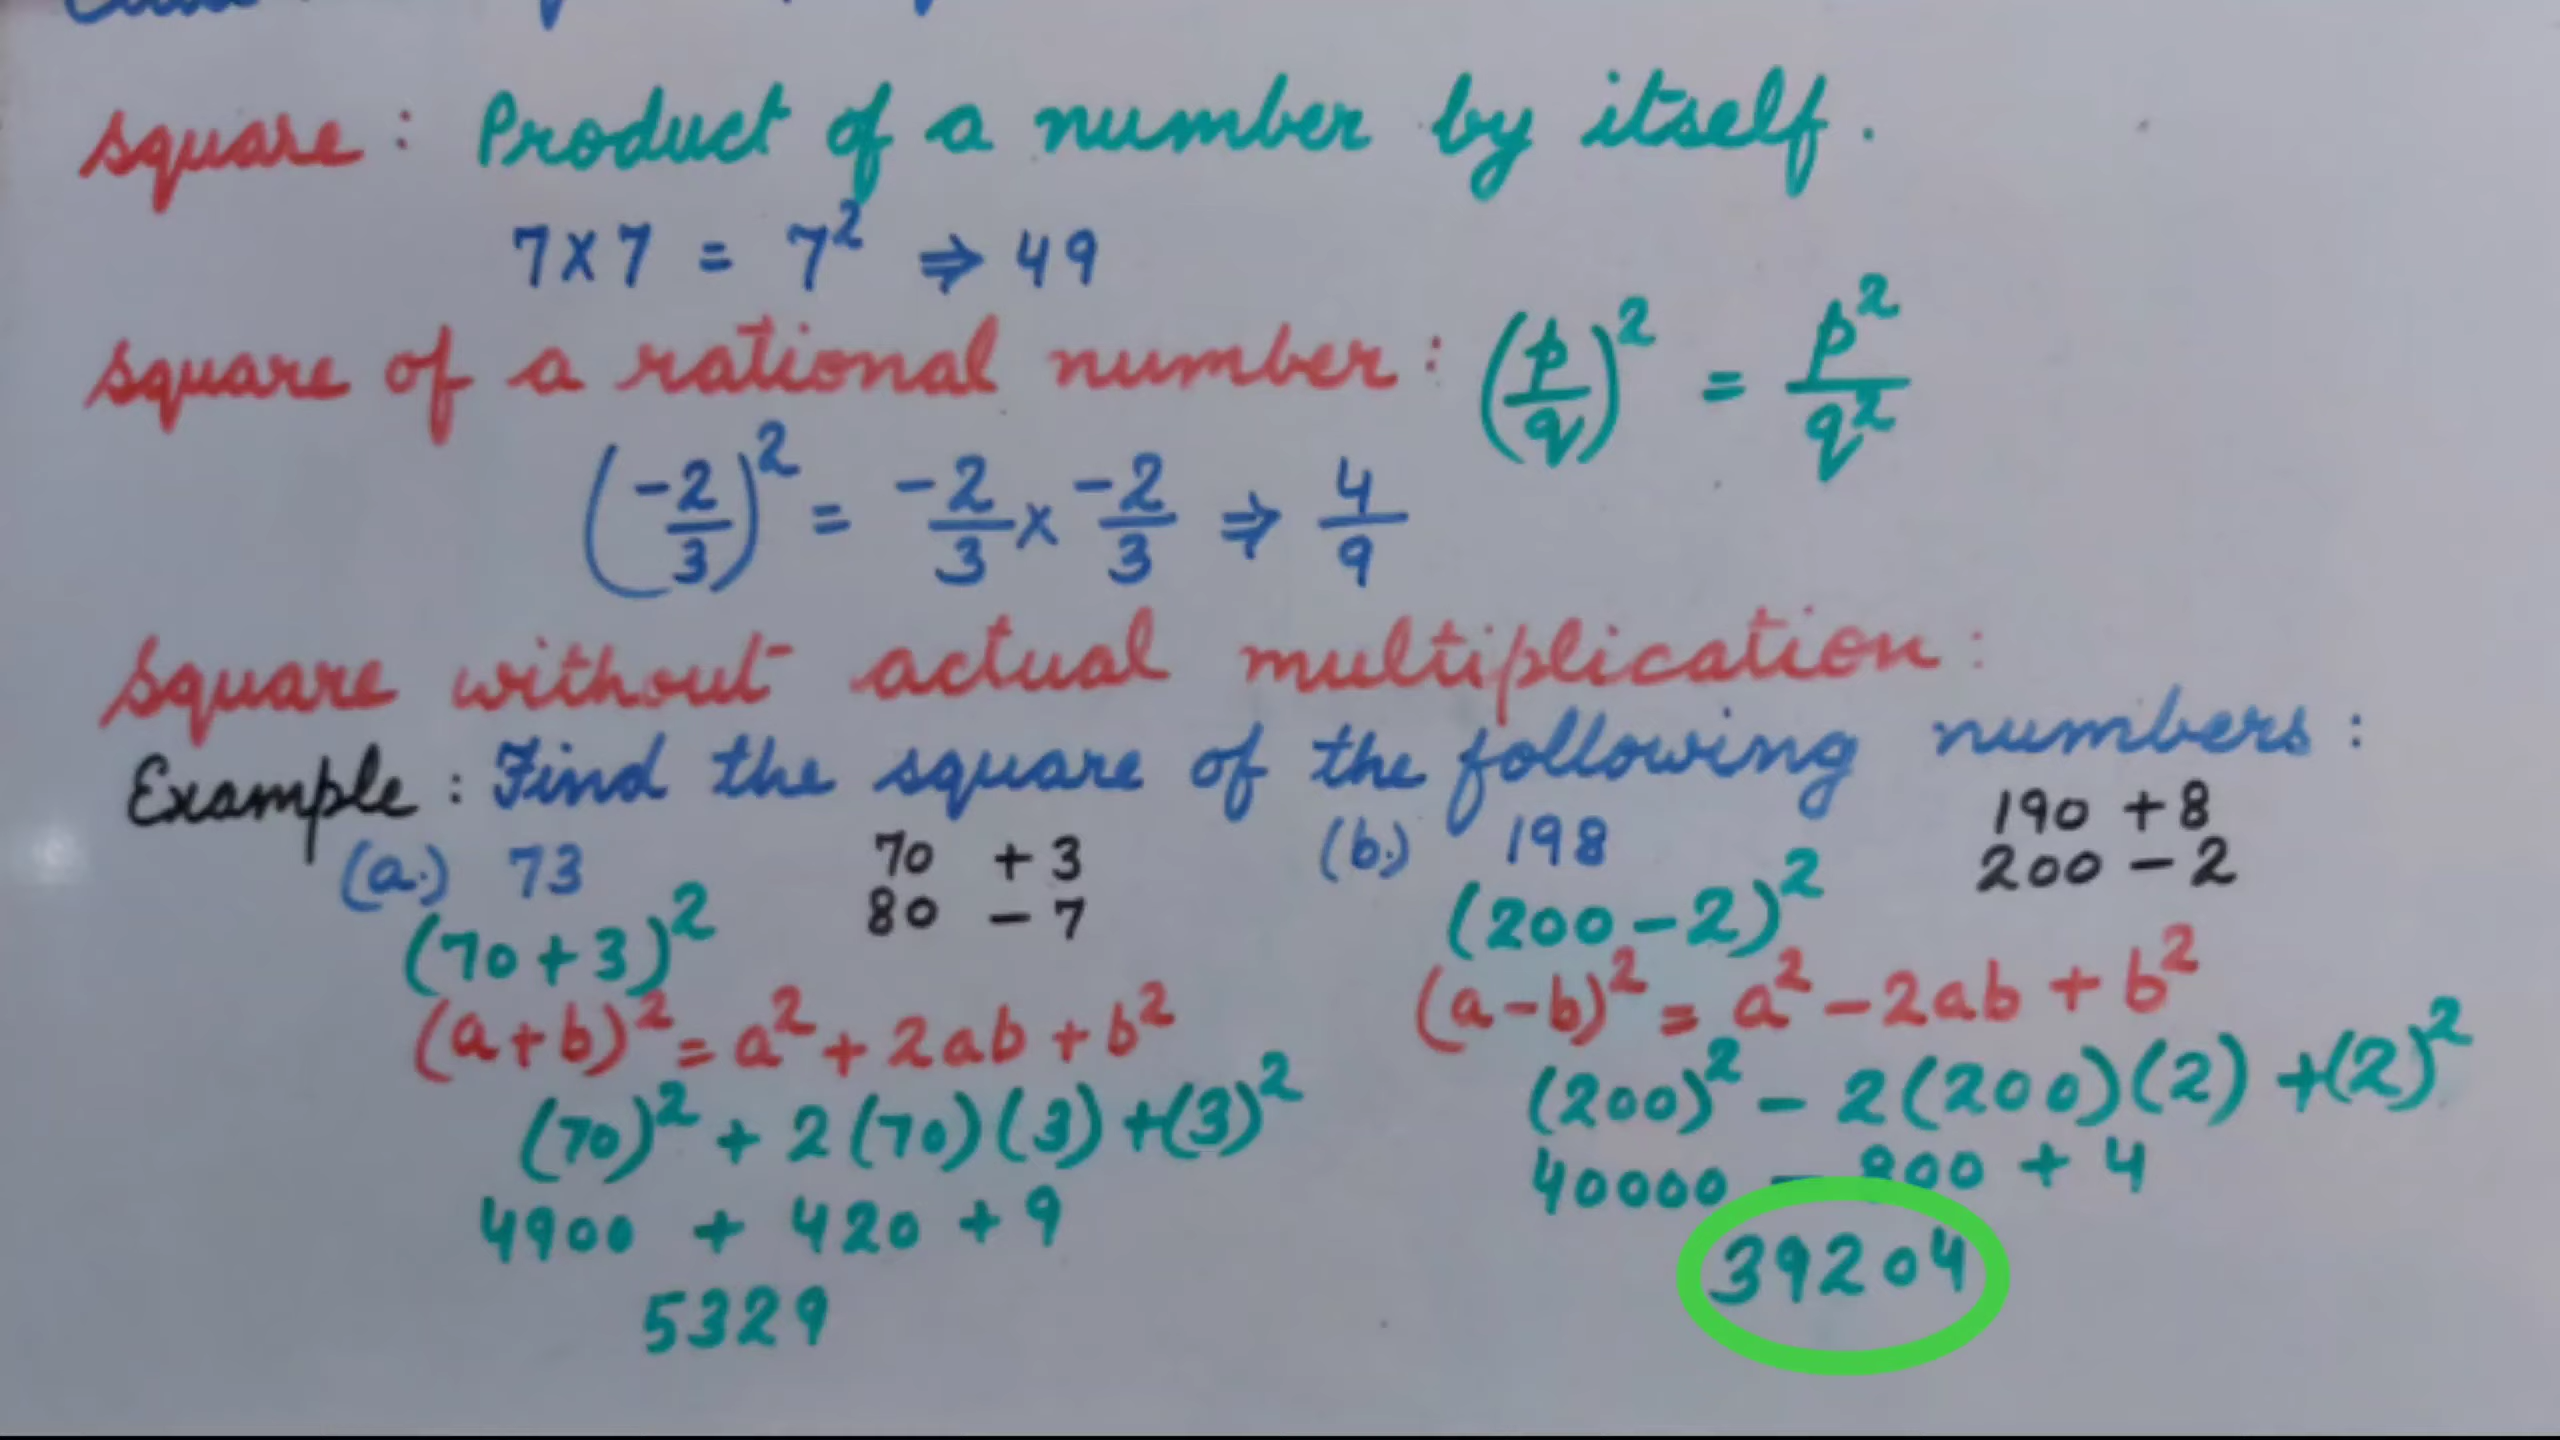 square: Product of a number by itself.
7×7 = 7² ⇒ 49
square of a rational number: (p/q)² = p²/q²
(-2/3)² = -2/3 × -2/3 ⇒ 4/9
Square without actual multiplication:
Example: Find the square of the following numbers:
(a.) 73
70 + 3
80 - 7
(70+3)²
(a+b)² = a² + 2ab + b²
(70)² + 2(70)(3) + (3)²
4900 + 420 + 9
5329
(b.) 198
190 + 8
200 - 2
(200-2)²
(a-b)² = a² - 2ab + b²
(200)² - 2(200)(2) + (2)²
40000 - 800 + 4
39204